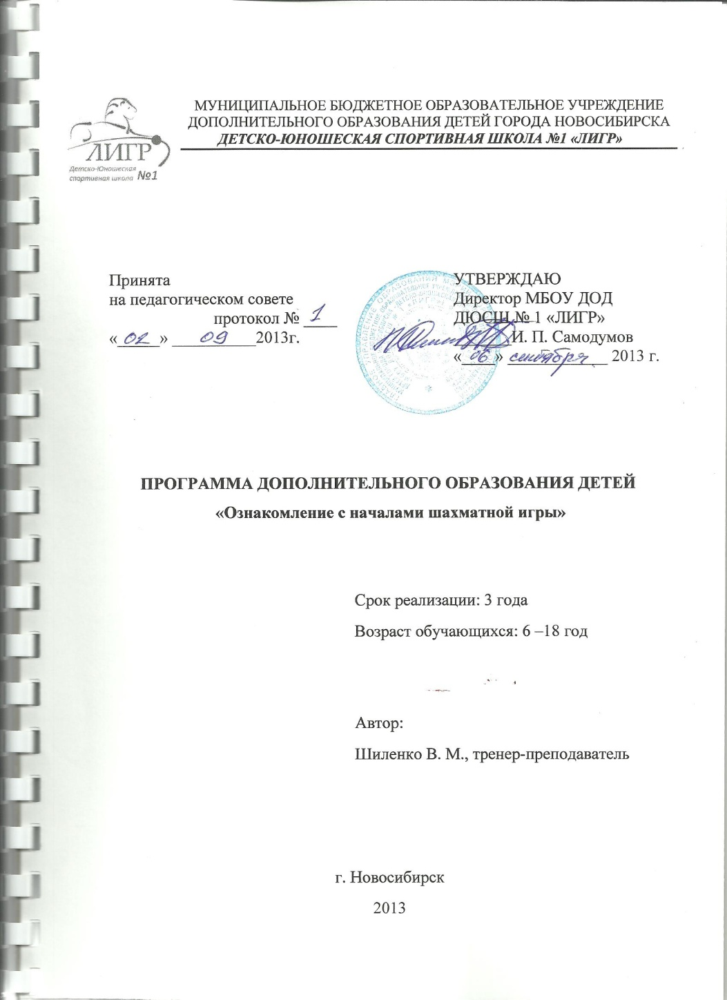 МУНИЦИПАЛЬНОЕ БЮДЖЕТНОЕ ОБРАЗОВАТЕЛЬНОЕ УЧРЕЖДЕНИЕ
ДОПОЛНИТЕЛЬНОГО ОБРАЗОВАНИЯ ДЕТЕЙ ГОРОДА НОВОСИБИРСКА
ДЕТСКО-ЮНОШЕСКАЯ СПОРТИВНАЯ ШКОЛА №1 «ЛИГР»
ЛИГР
Детско-Юношеская
спортивная школа №1
Принята
на педагогическом совете
протокол № 1
« 02 » 09 2013г.
УТВЕРЖДАЮ
Директор МБОУ ДОД
ДЮСШ № 1 «ЛИГР»
И. П. Самодумов
« 06 » сентября 2013 г.
ПРОГРАММА ДОПОЛНИТЕЛЬНОГО ОБРАЗОВАНИЯ ДЕТЕЙ
«Ознакомление с началами шахматной игры»
Срок реализации: 3 года
Возраст обучающихся: 6 –18 год
Автор:
Шиленко В. М., тренер-преподаватель
г. Новосибирск
2013